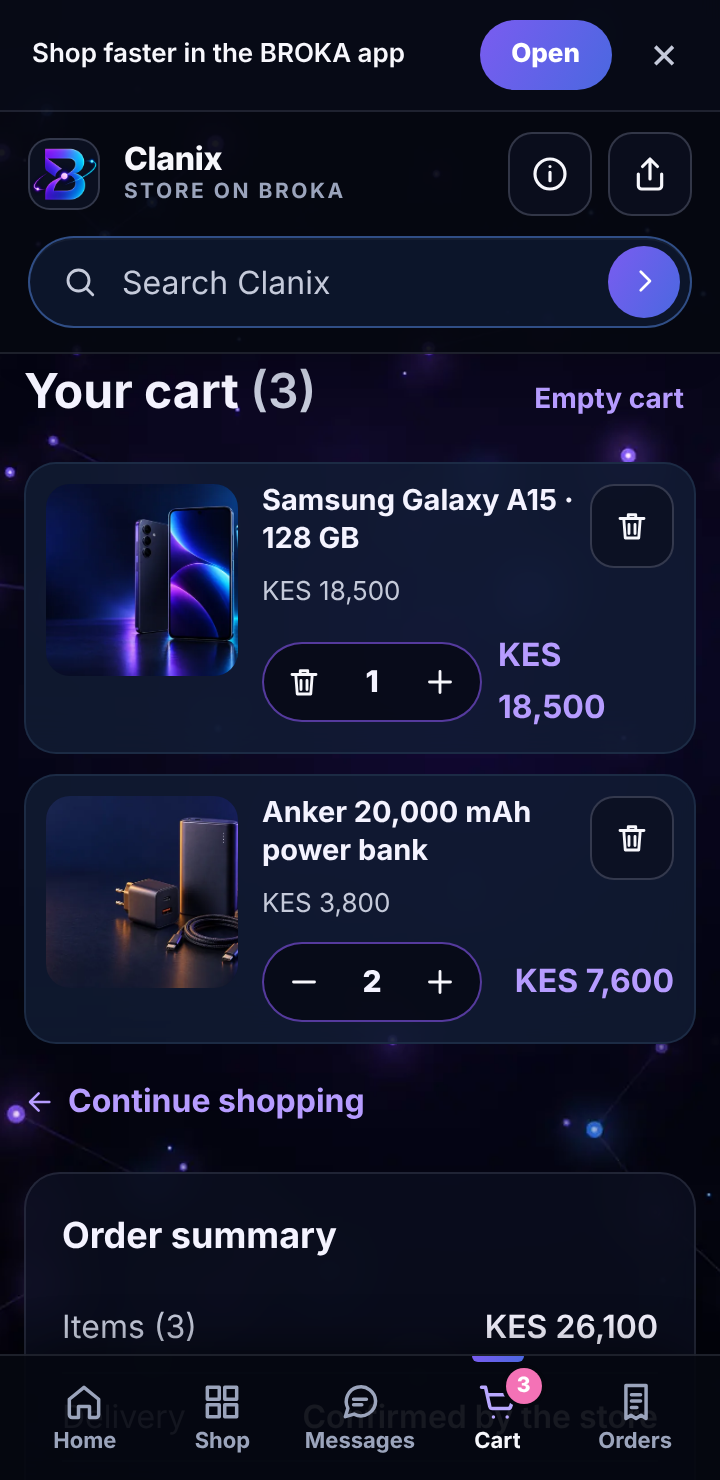 Shop faster in the BROKA app
Open
Clanix
STORE ON BROKA
Search Clanix
Your cart (3)
Empty cart
Samsung Galaxy A15 ·
128 GB
KES 18,500
1
KES
18,500
Anker 20,000 mAh
power bank
KES 3,800
2
KES 7,600
Continue shopping
Order summary
Items (3)
KES 26,100
Delivery
Confirmed by the store
3
Home
Shop
Messages
Cart
Orders